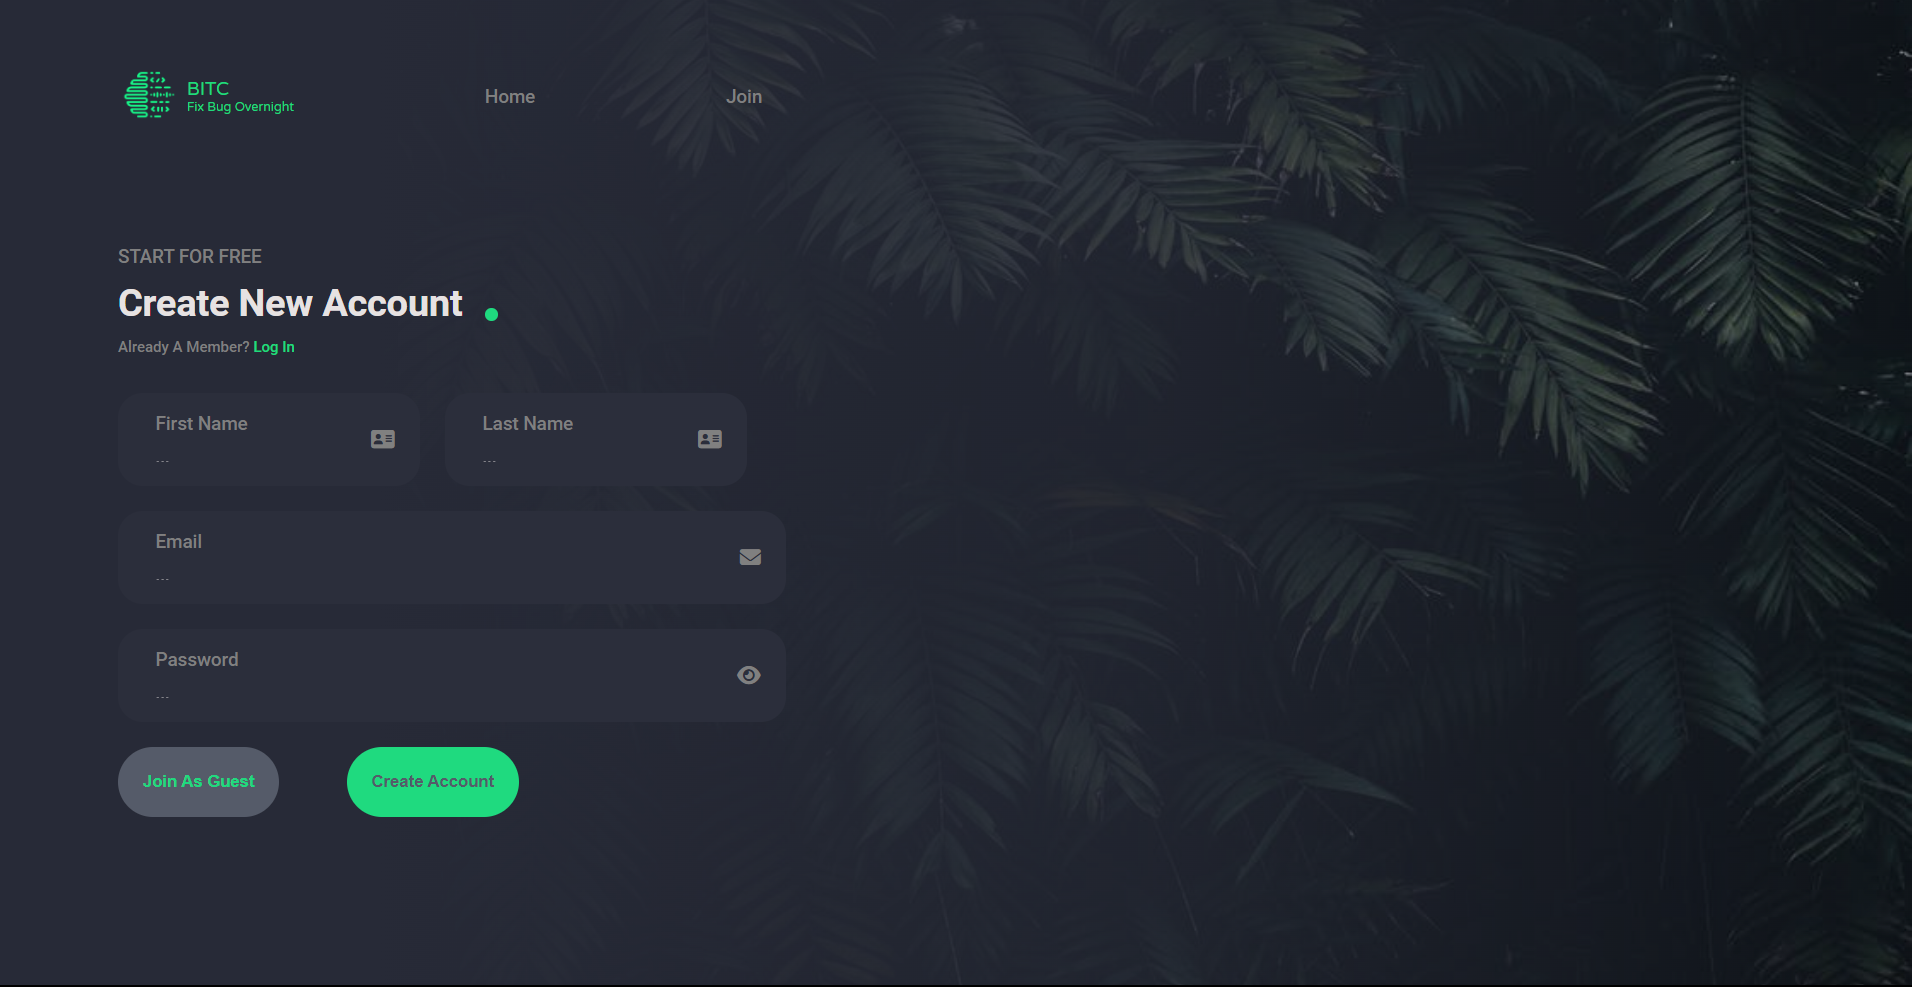 BITC
Fix Bug Overnight
Home
Join
START FOR FREE
Create New Account
Already A Member? Log In
First Name
---
Last Name
---
Email
---
Password
---
Join As Guest
Create Account